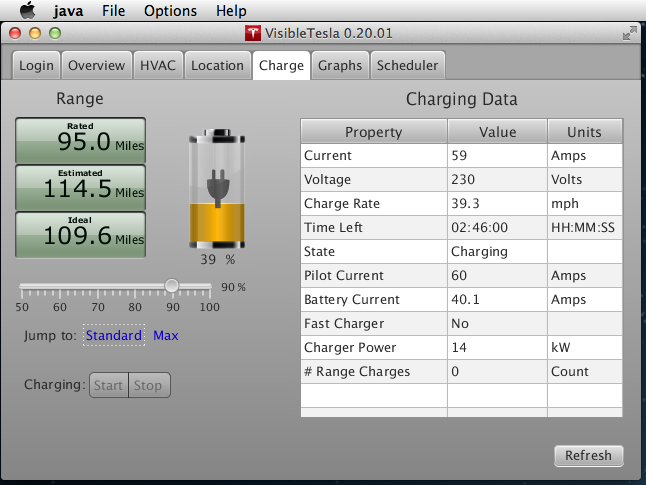 java File Options Help
VisibleTesla 0.20.01
Login Overview HVAC Location Charge Graphs Scheduler
Range
Rated
95.0 Miles
Estimated
114.5 Miles
Ideal
109.6 Miles
39 %
90 %
50 60 70 80 90 100
Jump to: Standard Max
Charging: Start Stop
Charging Data
Property Value Units
Current 59 Amps
Voltage 230 Volts
Charge Rate 39.3 mph
Time Left 02:46:00 HH:MM:SS
State Charging
Pilot Current 60 Amps
Battery Current 40.1 Amps
Fast Charger No
Charger Power 14 kW
# Range Charges 0 Count
Refresh